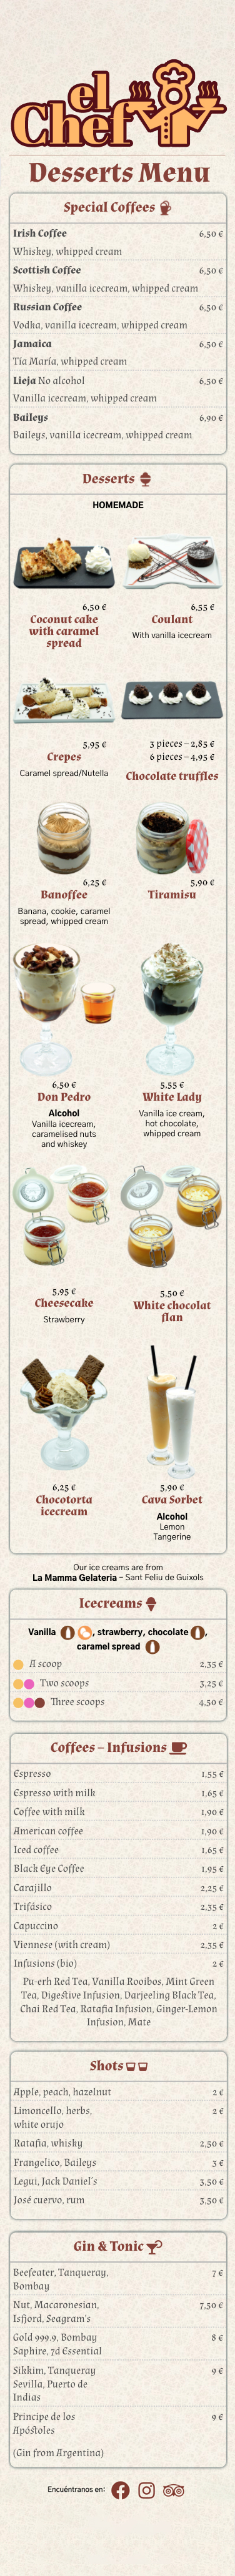 el
Chef
Desserts Menu
Special Coffees
Irish Coffee 6,50 €
Whiskey, whipped cream
Scottish Coffee 6,50 €
Whiskey, vanilla icecream, whipped cream
Russian Coffee 6,50 €
Vodka, vanilla icecream, whipped cream
Jamaica 6,50 €
Tía María, whipped cream
Lieja No alcohol 6,50 €
Vanilla icecream, whipped cream
Baileys 6,90 €
Baileys, vanilla icecream, whipped cream
Desserts
HOMEMADE
6,50 €
Coconut cake
with caramel
spread
6,55 €
Coulant
With vanilla icecream
5,95 €
Crepes
Caramel spread/Nutella
3 pieces – 2,85 €
6 pieces – 4,95 €
Chocolate truffles
6,25 €
Banoffee
Banana, cookie, caramel
spread, whipped cream
5,90 €
Tiramisu
6,50 €
Don Pedro
Alcohol
Vanilla icecream,
caramelised nuts
and whiskey
5,55 €
White Lady
Vanilla ice cream,
hot chocolate,
whipped cream
5,95 €
Cheesecake
Strawberry
5,50 €
White chocolat
flan
6,25 €
Chocotorta
icecream
5,90 €
Cava Sorbet
Alcohol
Lemon
Tangerine
Our ice creams are from
La Mamma Gelateria – Sant Feliu de Guixols
Icecreams
Vanilla , strawberry, chocolate ,
caramel spread
A scoop 2,35 €
Two scoops 3,25 €
Three scoops 4,50 €
Coffees – Infusions
Espresso 1,55 €
Espresso with milk 1,65 €
Coffee with milk 1,90 €
American coffee 1,90 €
Iced coffee 1,65 €
Black Eye Coffee 1,95 €
Carajillo 2,25 €
Trifásico 2,35 €
Capuccino 2 €
Viennese (with cream) 2,35 €
Infusions (bio) 2 €
Pu-erh Red Tea, Vanilla Rooibos, Mint Green
Tea, Digestive Infusion, Darjeeling Black Tea,
Chai Red Tea, Ratafia Infusion, Ginger-Lemon
Infusion, Mate
Shots
Apple, peach, hazelnut 2 €
Limoncello, herbs, 2 €
white orujo
Ratafia, whisky 2,50 €
Frangelico, Baileys 3 €
Legui, Jack Daniel´s 3,50 €
José cuervo, rum 3,50 €
Gin & Tonic
Beefeater, Tanqueray, 7 €
Bombay
Nut, Macaronesian, 7,50 €
Isfjord, Seagram's
Gold 999.9, Bombay 8 €
Saphire, 7d Essential
Sikkim, Tanqueray 9 €
Sevilla, Puerto de
Indias
Principe de los 9 €
Apóstoles
(Gin from Argentina)
Encuéntranos en: